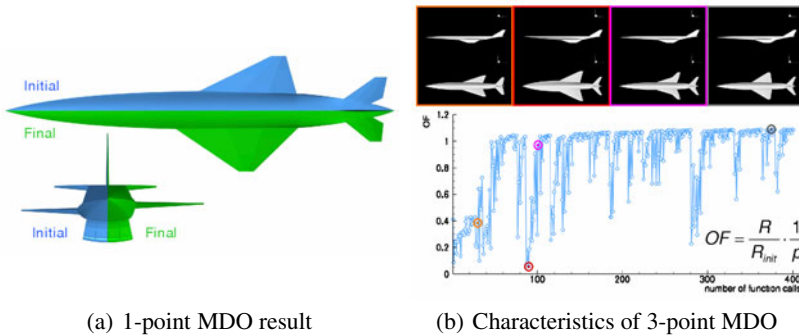 Initial
Final
Initial
Final
(a) 1-point MDO result
OF
1.2
1
0.8
0.6
0.4
0.2
0
100
200
300
400
number of function calls
OF = R / R_init · 1 / p
(b) Characteristics of 3-point MDO